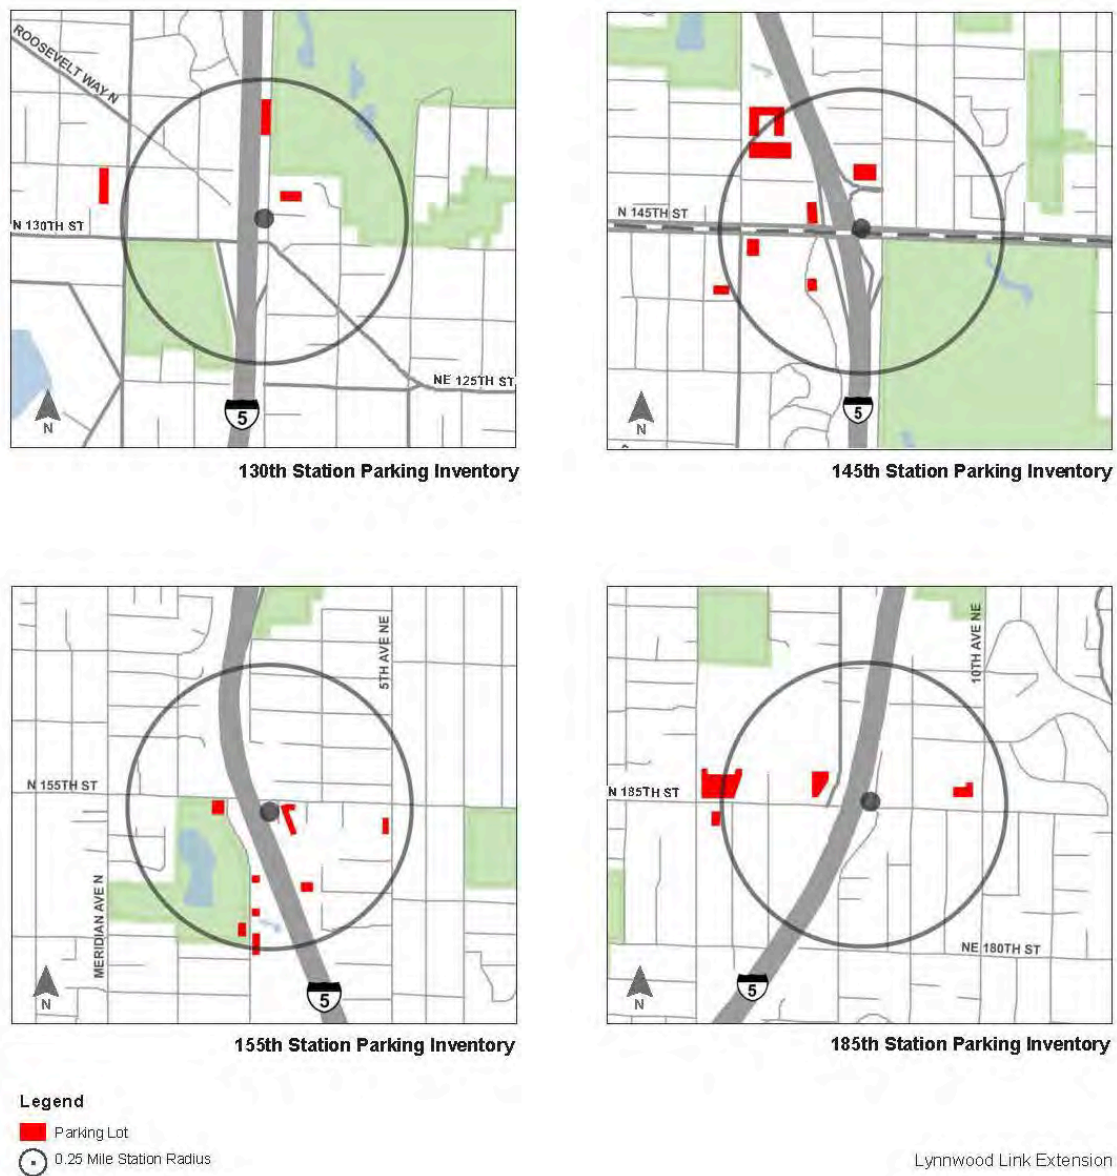 ROOSEVELT WAY N
N 130TH ST
NE 125TH ST
5
N
130th Station Parking Inventory
N 145TH ST
5
N
145th Station Parking Inventory
5TH AVE NE
N 155TH ST
MERIDIAN AVE N
5
N
155th Station Parking Inventory
10TH AVE NE
N 185TH ST
NE 180TH ST
5
N
185th Station Parking Inventory
Legend
Parking Lot
0.25 Mile Station Radius
Lynnwood Link Extension